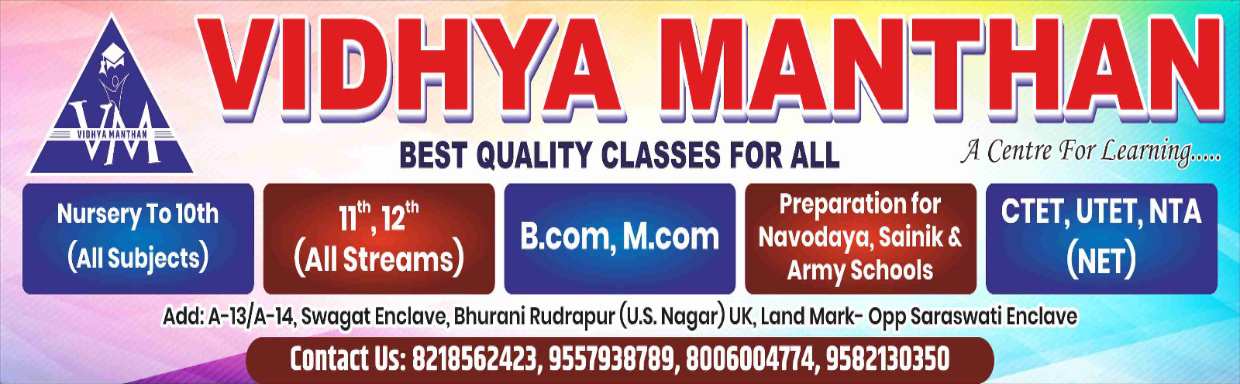 VIDHYA MANTHAN
VM
VIDHYA MANTHAN
BEST QUALITY CLASSES FOR ALL
A Centre For Learning.....
Nursery To 10th
(All Subjects)
11th, 12th
(All Streams)
B.com, M.com
Preparation for
Navodaya, Sainik &
Army Schools
CTET, UTET, NTA
(NET)
Add: A-13/A-14, Swagat Enclave, Bhurani Rudrapur (U.S. Nagar) UK, Land Mark- Opp Saraswati Enclave
Contact Us: 8218562423, 9557938789, 8006004774, 9582130350